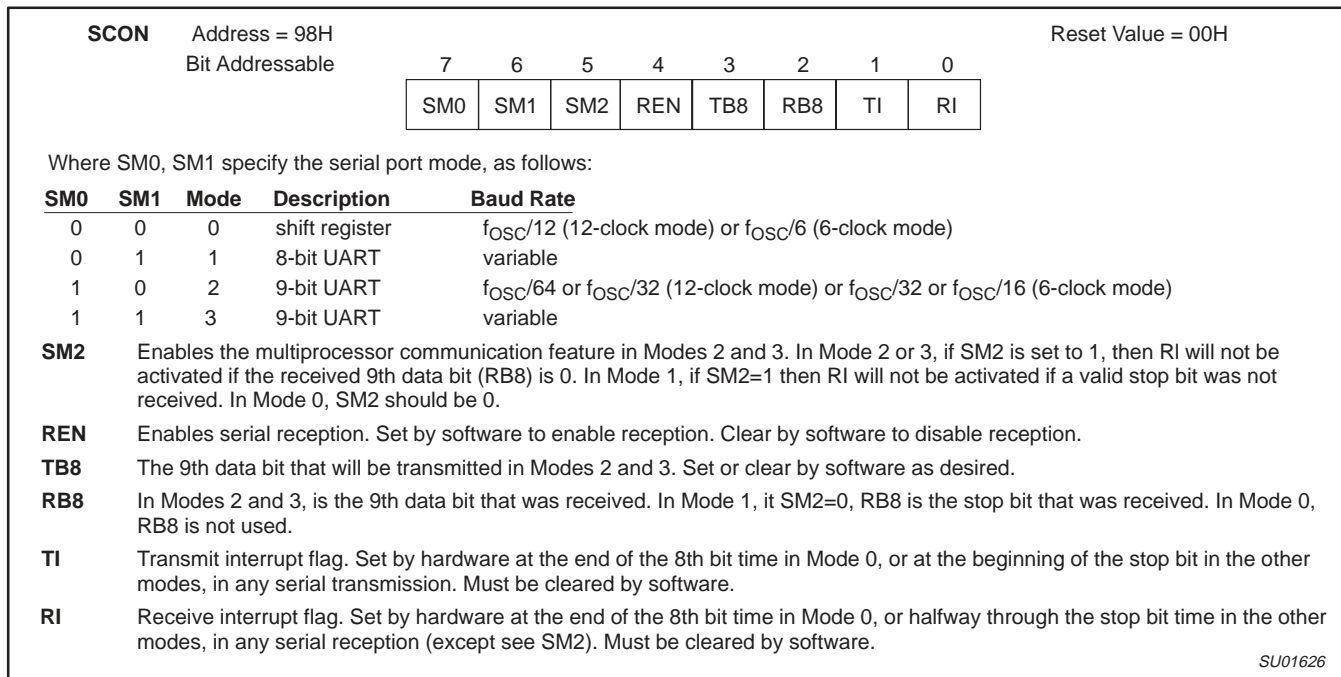 SCON Address = 98H Reset Value = 00H
Bit Addressable 7 6 5 4 3 2 1 0
SM0 SM1 SM2 REN TB8 RB8 TI RI
Where SM0, SM1 specify the serial port mode, as follows:
SM0 SM1 Mode Description Baud Rate
0 0 0 shift register fOSC/12 (12-clock mode) or fOSC/6 (6-clock mode)
0 1 1 8-bit UART variable
1 0 2 9-bit UART fOSC/64 or fOSC/32 (12-clock mode) or fOSC/32 or fOSC/16 (6-clock mode)
1 1 3 9-bit UART variable
SM2 Enables the multiprocessor communication feature in Modes 2 and 3. In Mode 2 or 3, if SM2 is set to 1, then RI will not be
activated if the received 9th data bit (RB8) is 0. In Mode 1, if SM2=1 then RI will not be activated if a valid stop bit was not
received. In Mode 0, SM2 should be 0.
REN Enables serial reception. Set by software to enable reception. Clear by software to disable reception.
TB8 The 9th data bit that will be transmitted in Modes 2 and 3. Set or clear by software as desired.
RB8 In Modes 2 and 3, is the 9th data bit that was received. In Mode 1, it SM2=0, RB8 is the stop bit that was received. In Mode 0,
RB8 is not used.
TI Transmit interrupt flag. Set by hardware at the end of the 8th bit time in Mode 0, or at the beginning of the stop bit in the other
modes, in any serial transmission. Must be cleared by software.
RI Receive interrupt flag. Set by hardware at the end of the 8th bit time in Mode 0, or halfway through the stop bit time in the other
modes, in any serial reception (except see SM2). Must be cleared by software.
SU01626